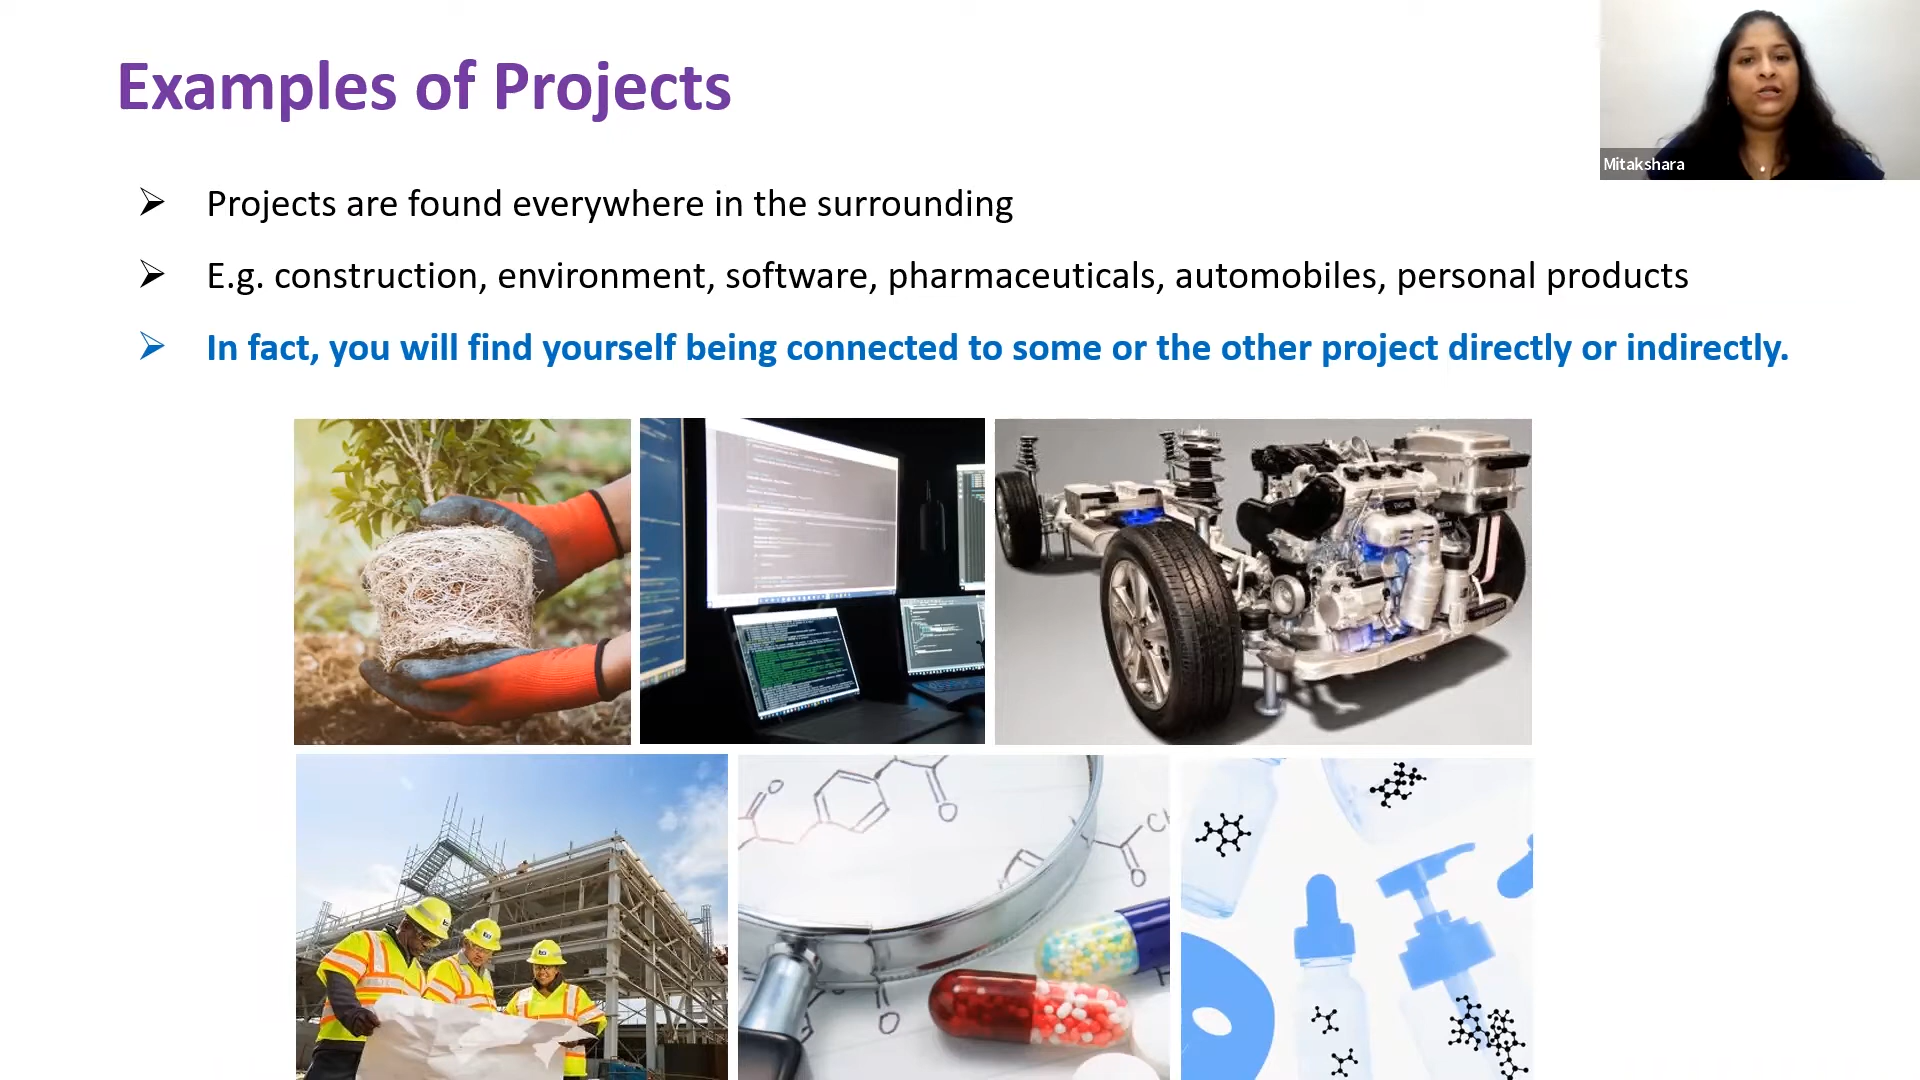 Examples of Projects
Mitakshara
Projects are found everywhere in the surrounding
E.g. construction, environment, software, pharmaceuticals, automobiles, personal products
In fact, you will find yourself being connected to some or the other project directly or indirectly.
ENGINE
O
O
O
O